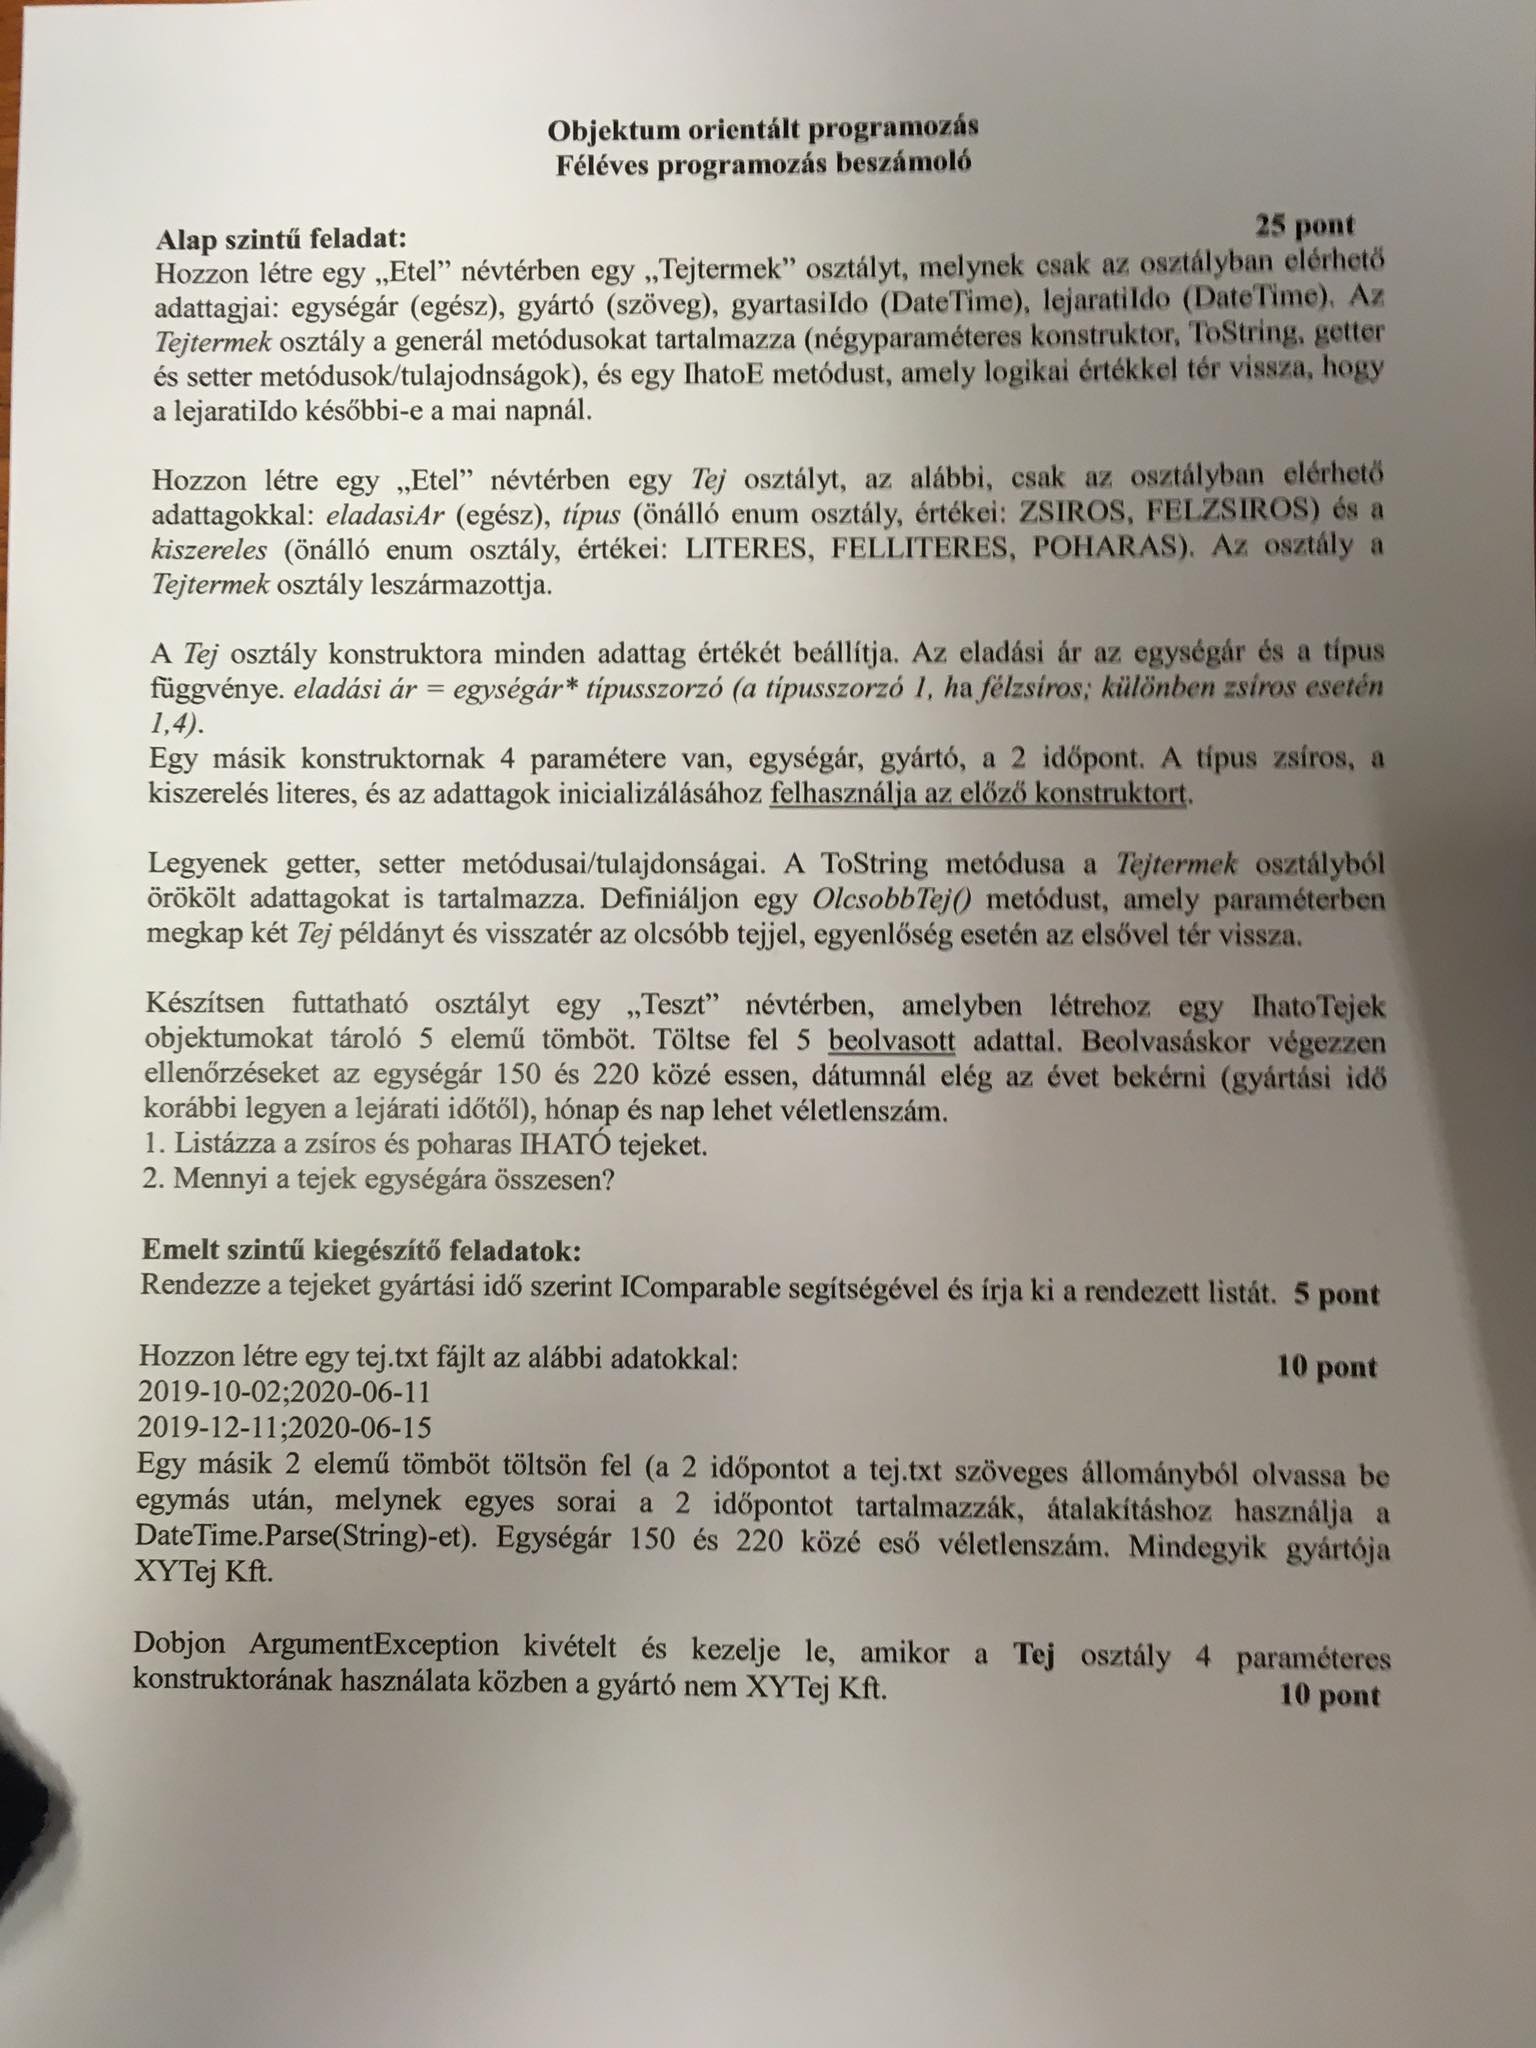 Objektum orientált programozás
Féléves programozás beszámoló
Alap szintű feladat: 25 pont
Hozzon létre egy „Etel” névtérben egy „Tejtermek” osztályt, melynek csak az osztályban elérhető
adattagjai: egységár (egész), gyártó (szöveg), gyartasiIdo (DateTime), lejaratiIdo (DateTime). Az
Tejtermek osztály a generál metódusokat tartalmazza (négyparaméteres konstruktor, ToString, getter
és setter metódusok/tulajodnságok), és egy IhatoE metódust, amely logikai értékkel tér vissza, hogy
a lejaratiIdo későbbi-e a mai napnál.
Hozzon létre egy „Etel” névtérben egy Tej osztályt, az alábbi, csak az osztályban elérhető
adattagokkal: eladasiAr (egész), típus (önálló enum osztály, értékei: ZSIROS, FELZSIROS) és a
kiszereles (önálló enum osztály, értékei: LITERES, FELLITERES, POHARAS). Az osztály a
Tejtermek osztály leszármazottja.
A Tej osztály konstruktora minden adattag értékét beállítja. Az eladási ár az egységár és a típus
függvénye. eladási ár = egységár* típusszorzó (a típusszorzó 1, ha félzsíros; különben zsíros esetén
1,4).
Egy másik konstruktornak 4 paramétere van, egységár, gyártó, a 2 időpont. A típus zsíros, a
kiszerelés literes, és az adattagok inicializálásához felhasználja az előző konstruktort.
Legyenek getter, setter metódusai/tulajdonságai. A ToString metódusa a Tejtermek osztályból
örökölt adattagokat is tartalmazza. Definiáljon egy OlcsobbTej() metódust, amely paraméterben
megkap két Tej példányt és visszatér az olcsóbb tejjel, egyenlőség esetén az elsővel tér vissza.
Készítsen futtatható osztályt egy „Teszt” névtérben, amelyben létrehoz egy IhatoTejek
objektumokat tároló 5 elemű tömböt. Töltse fel 5 beolvasott adattal. Beolvasáskor végezzen
ellenőrzéseket az egységár 150 és 220 közé essen, dátumnál elég az évet bekérni (gyártási idő
korábbi legyen a lejárati időtől), hónap és nap lehet véletlenszám.
1. Listázza a zsíros és poharas IHATÓ tejeket.
2. Mennyi a tejek egységára összesen?
Emelt szintű kiegészítő feladatok:
Rendezze a tejeket gyártási idő szerint IComparable segítségével és írja ki a rendezett listát. 5 pont
Hozzon létre egy tej.txt fájlt az alábbi adatokkal: 10 pont
2019-10-02;2020-06-11
2019-12-11;2020-06-15
Egy másik 2 elemű tömböt töltsön fel (a 2 időpontot a tej.txt szöveges állományból olvassa be
egymás után, melynek egyes sorai a 2 időpontot tartalmazzák, átalakításhoz használja a
DateTime.Parse(String)-et). Egységár 150 és 220 közé eső véletlenszám. Mindegyik gyártója
XYTej Kft.
Dobjon ArgumentException kivételt és kezelje le, amikor a Tej osztály 4 paraméteres
konstruktorának használata közben a gyártó nem XYTej Kft. 10 pont